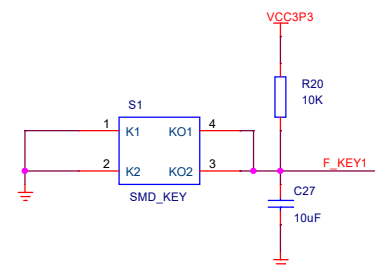 VCC3P3
R20
10K
S1
1 K1 KO1 4
2 K2 KO2 3
SMD_KEY
F_KEY1
C27
10uF